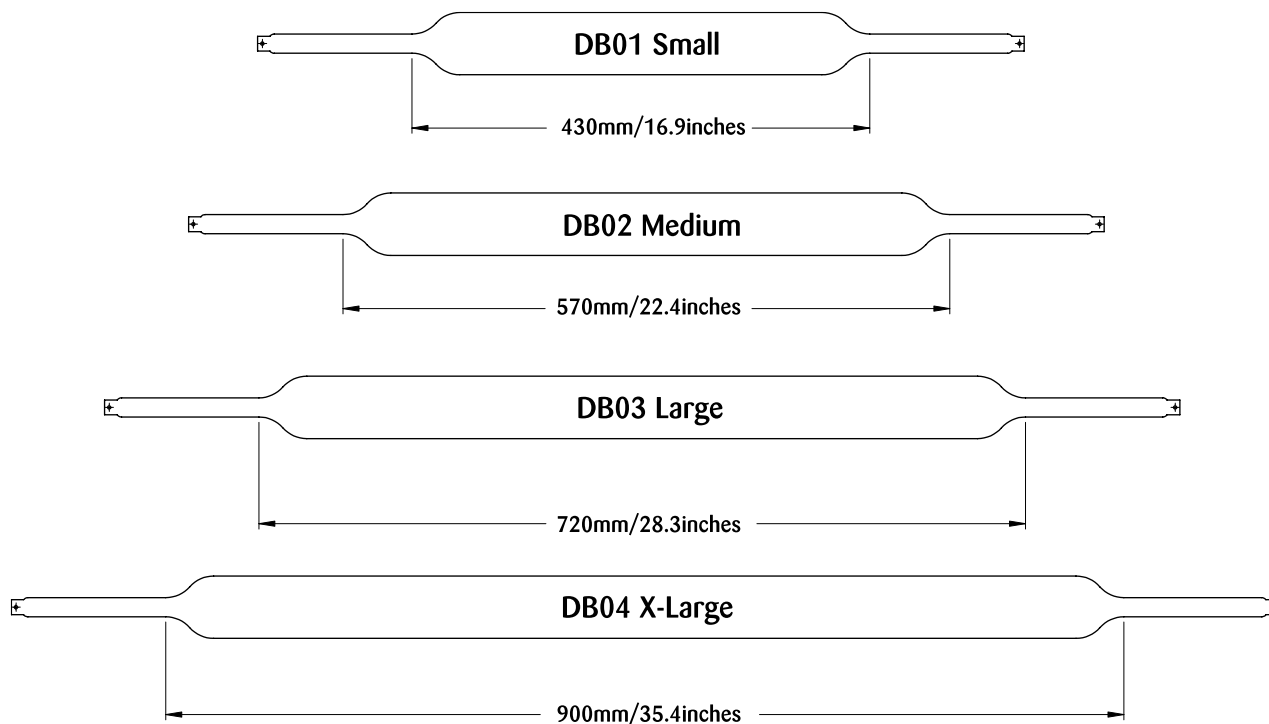 DB01 Small
430mm/16.9inches
DB02 Medium
570mm/22.4inches
DB03 Large
720mm/28.3inches
DB04 X-Large
900mm/35.4inches